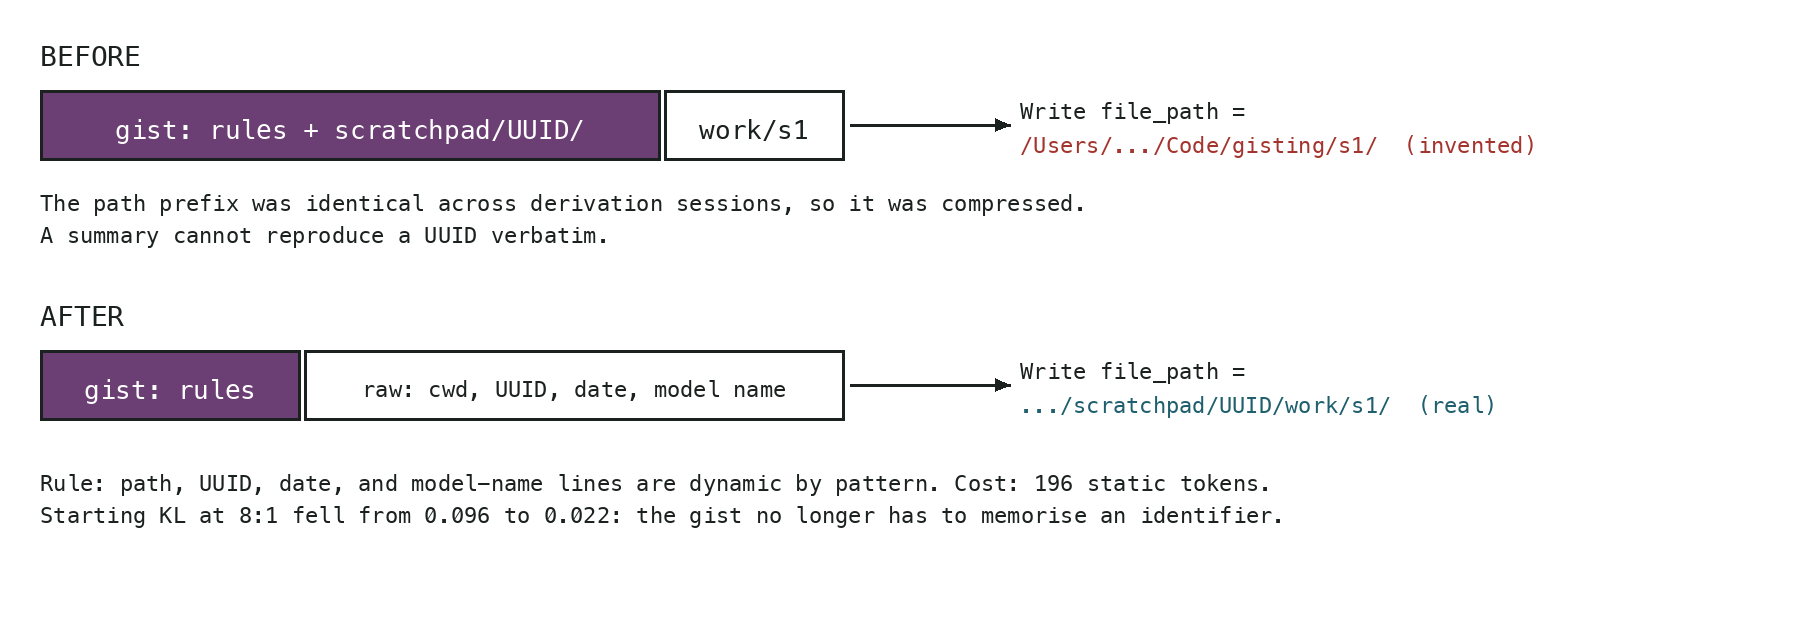 BEFORE
gist: rules + scratchpad/UUID/
work/s1
Write file_path =
/Users/.../Code/gisting/s1/  (invented)
The path prefix was identical across derivation sessions, so it was compressed.
A summary cannot reproduce a UUID verbatim.
AFTER
gist: rules
raw: cwd, UUID, date, model name
Write file_path =
.../scratchpad/UUID/work/s1/  (real)
Rule: path, UUID, date, and model−name lines are dynamic by pattern. Cost: 196 static tokens.
Starting KL at 8:1 fell from 0.096 to 0.022: the gist no longer has to memorise an identifier.